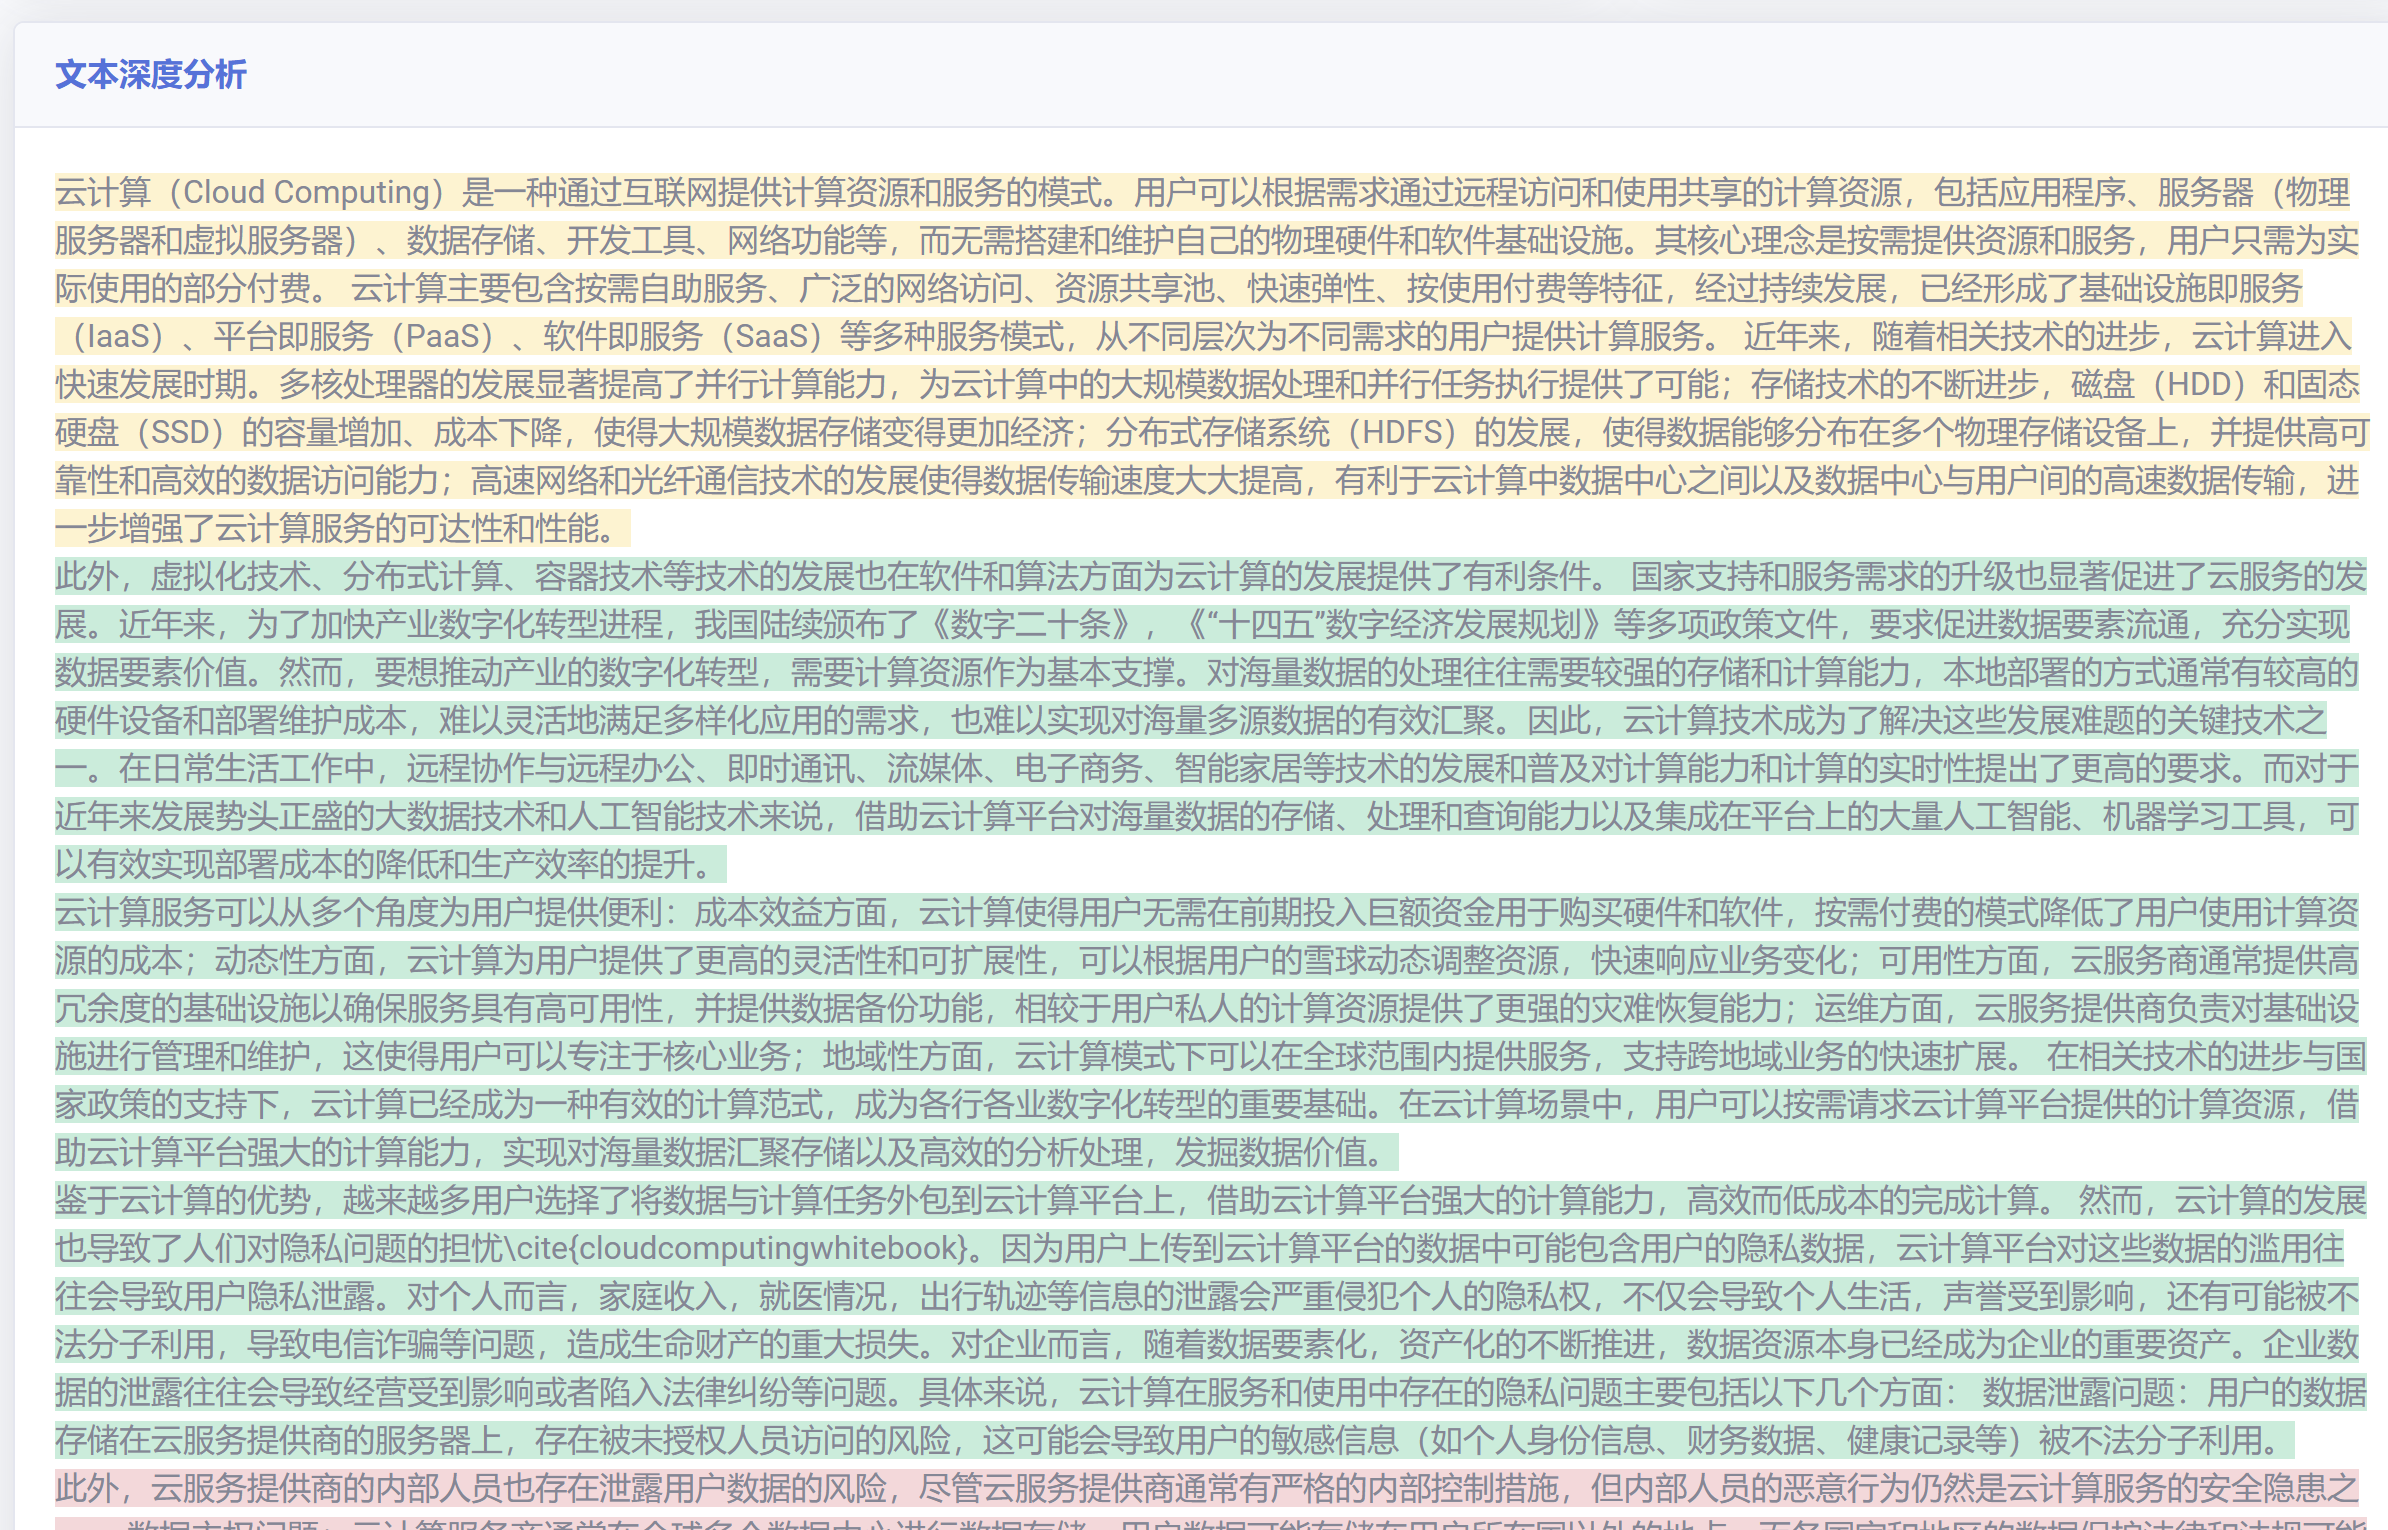 文本深度分析
云计算（Cloud Computing）是一种通过互联网提供计算资源和服务的模式。用户可以根据需求通过远程访问和使用共享的计算资源，包括应用程序、服务器（物理
服务器和虚拟服务器）、数据存储、开发工具、网络功能等，而无需搭建和维护自己的物理硬件和软件基础设施。其核心理念是按需提供资源和服务，用户只需为实
际使用的部分付费。 云计算主要包含按需自助服务、广泛的网络访问、资源共享池、快速弹性、按使用付费等特征，经过持续发展，已经形成了基础设施即服务
（IaaS）、平台即服务（PaaS）、软件即服务（SaaS）等多种服务模式，从不同层次为不同需求的用户提供计算服务。 近年来，随着相关技术的进步，云计算进入
快速发展时期。多核处理器的发展显著提高了并行计算能力，为云计算中的大规模数据处理和并行任务执行提供了可能；存储技术的不断进步，磁盘（HDD）和固态
硬盘（SSD）的容量增加、成本下降，使得大规模数据存储变得更加经济；分布式存储系统（HDFS）的发展，使得数据能够分布在多个物理存储设备上，并提供高可
靠性和高效的数据访问能力；高速网络和光纤通信技术的发展使得数据传输速度大大提高，有利于云计算中数据中心之间以及数据中心与用户间的高速数据传输，进
一步增强了云计算服务的可达性和性能。
此外，虚拟化技术、分布式计算、容器技术等技术的发展也在软件和算法方面为云计算的发展提供了有利条件。 国家支持和服务需求的升级也显著促进了云服务的发
展。近年来，为了加快产业数字化转型进程，我国陆续颁布了《数字二十条》，《“十四五”数字经济发展规划》等多项政策文件，要求促进数据要素流通，充分实现
数据要素价值。然而，要想推动产业的数字化转型，需要计算资源作为基本支撑。对海量数据的处理往往需要较强的存储和计算能力，本地部署的方式通常有较高的
硬件设备和部署维护成本，难以灵活地满足多样化应用的需求，也难以实现对海量多源数据的有效汇聚。因此，云计算技术成为了解决这些发展难题的关键技术之
一。在日常生活工作中，远程协作与远程办公、即时通讯、流媒体、电子商务、智能家居等技术的发展和普及对计算能力和计算的实时性提出了更高的要求。而对于
近年来发展势头正盛的大数据技术和人工智能技术来说，借助云计算平台对海量数据的存储、处理和查询能力以及集成在平台上的大量人工智能、机器学习工具，可
以有效实现部署成本的降低和生产效率的提升。
云计算服务可以从多个角度为用户提供便利：成本效益方面，云计算使得用户无需在前期投入巨额资金用于购买硬件和软件，按需付费的模式降低了用户使用计算资
源的成本；动态性方面，云计算为用户提供了更高的灵活性和可扩展性，可以根据用户的雪球动态调整资源，快速响应业务变化；可用性方面，云服务商通常提供高
冗余度的基础设施以确保服务具有高可用性，并提供数据备份功能，相较于用户私人的计算资源提供了更强的灾难恢复能力；运维方面，云服务提供商负责对基础设
施进行管理和维护，这使得用户可以专注于核心业务；地域性方面，云计算模式下可以在全球范围内提供服务，支持跨地域业务的快速扩展。 在相关技术的进步与国
家政策的支持下，云计算已经成为一种有效的计算范式，成为各行各业数字化转型的重要基础。在云计算场景中，用户可以按需请求云计算平台提供的计算资源，借
助云计算平台强大的计算能力，实现对海量数据汇聚存储以及高效的分析处理，发掘数据价值。
鉴于云计算的优势，越来越多用户选择了将数据与计算任务外包到云计算平台上，借助云计算平台强大的计算能力，高效而低成本的完成计算。 然而，云计算的发展
也导致了人们对隐私问题的担忧\cite{cloudcomputingwhitebook}。因为用户上传到云计算平台的数据中可能包含用户的隐私数据，云计算平台对这些数据的滥用往
往会导致用户隐私泄露。对个人而言，家庭收入，就医情况，出行轨迹等信息的泄露会严重侵犯个人的隐私权，不仅会导致个人生活，声誉受到影响，还有可能被不
法分子利用，导致电信诈骗等问题，造成生命财产的重大损失。对企业而言，随着数据要素化，资产化的不断推进，数据资源本身已经成为企业的重要资产。企业数
据的泄露往往会导致经营受到影响或者陷入法律纠纷等问题。具体来说，云计算在服务和使用中存在的隐私问题主要包括以下几个方面： 数据泄露问题：用户的数据
存储在云服务提供商的服务器上，存在被未授权人员访问的风险，这可能会导致用户的敏感信息（如个人身份信息、财务数据、健康记录等）被不法分子利用。
此外，云服务提供商的内部人员也存在泄露用户数据的风险，尽管云服务提供商通常有严格的内部控制措施，但内部人员的恶意行为仍然是云计算服务的安全隐患之